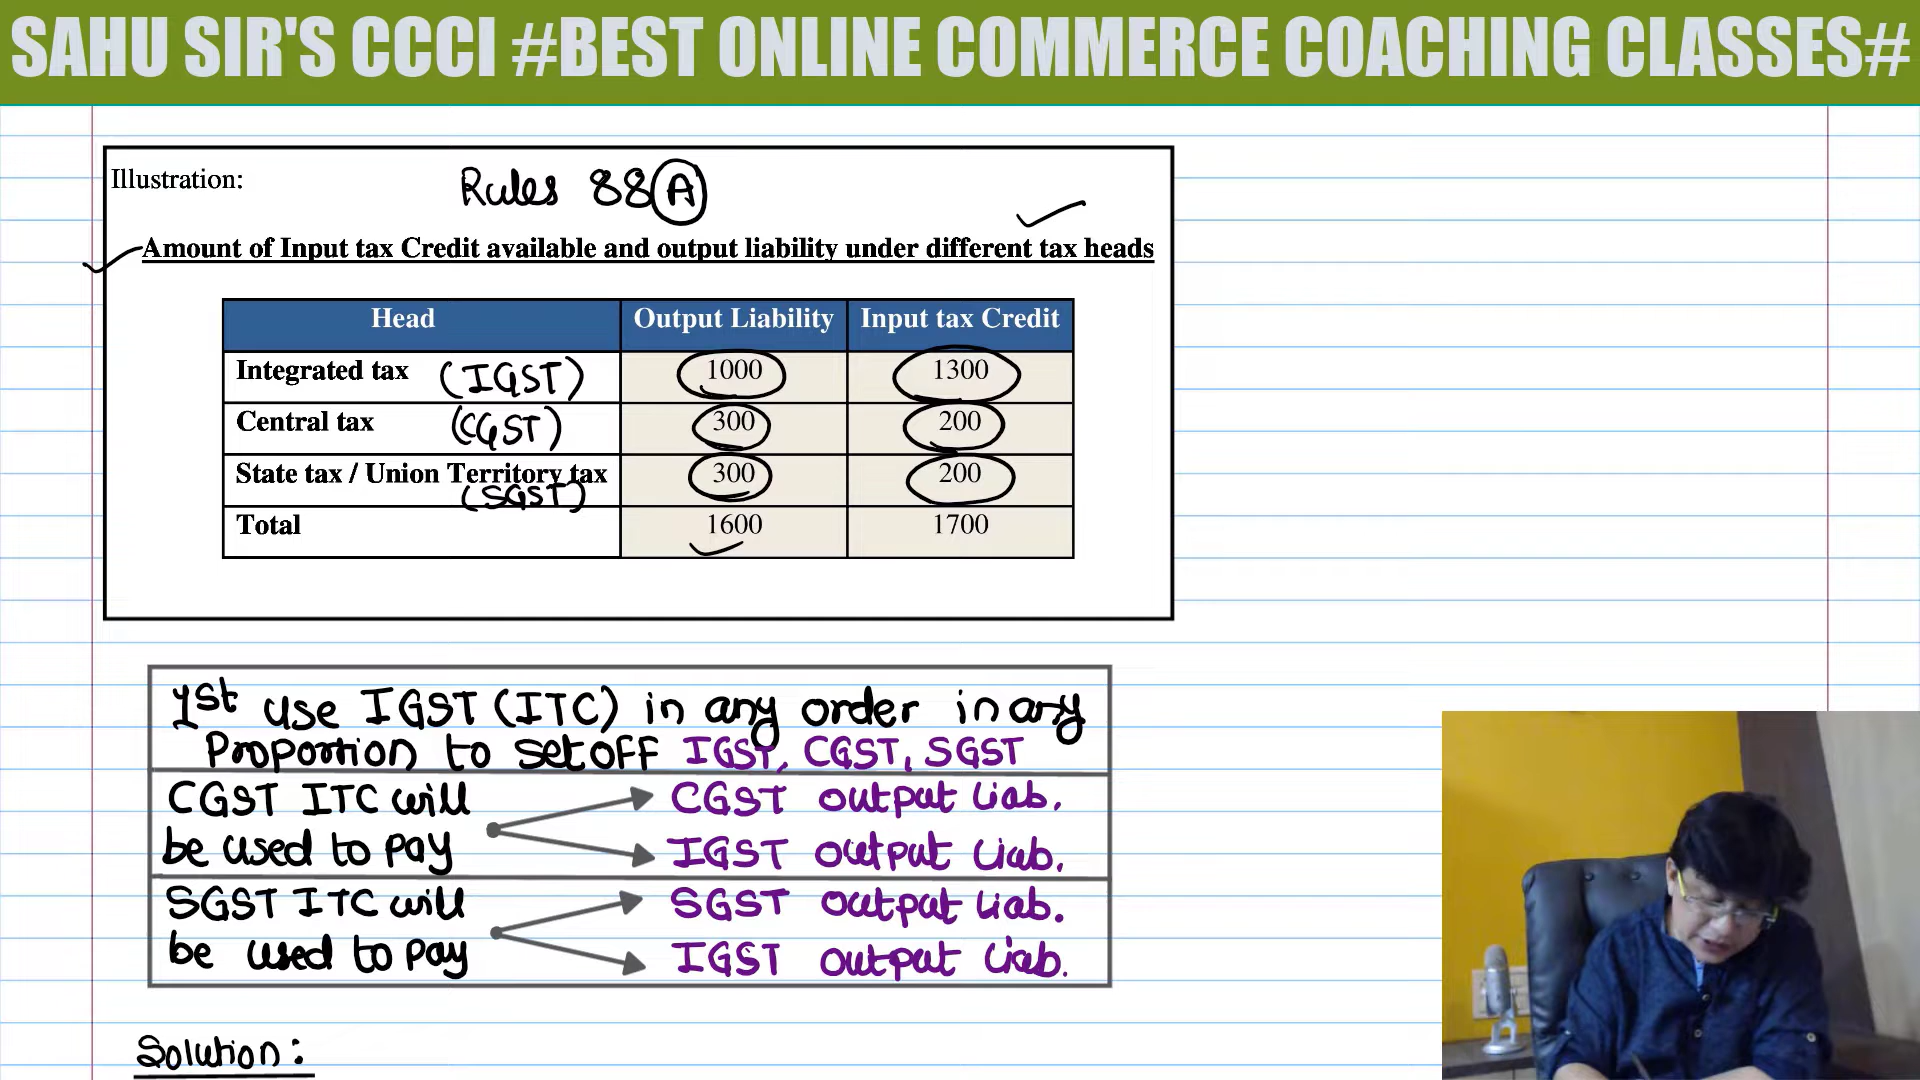 SAHU SIR'S CCCI #BEST ONLINE COMMERCE COACHING CLASSES#
Illustration:
Rules 88A
Amount of Input tax Credit available and output liability under different tax heads
Head Output Liability Input tax Credit
Integrated tax (IGST) 1000 1300
Central tax (CGST) 300 200
State tax / Union Territory tax 300 200
(SGST)
Total 1600 1700
1st use IGST (ITC) in any order in any
Proportion to set off IGST, CGST, SGST
CGST ITC will CGST output Liab.
be used to pay IGST output Liab.
SGST ITC will SGST output Liab.
be used to pay IGST output Liab.
Solution: